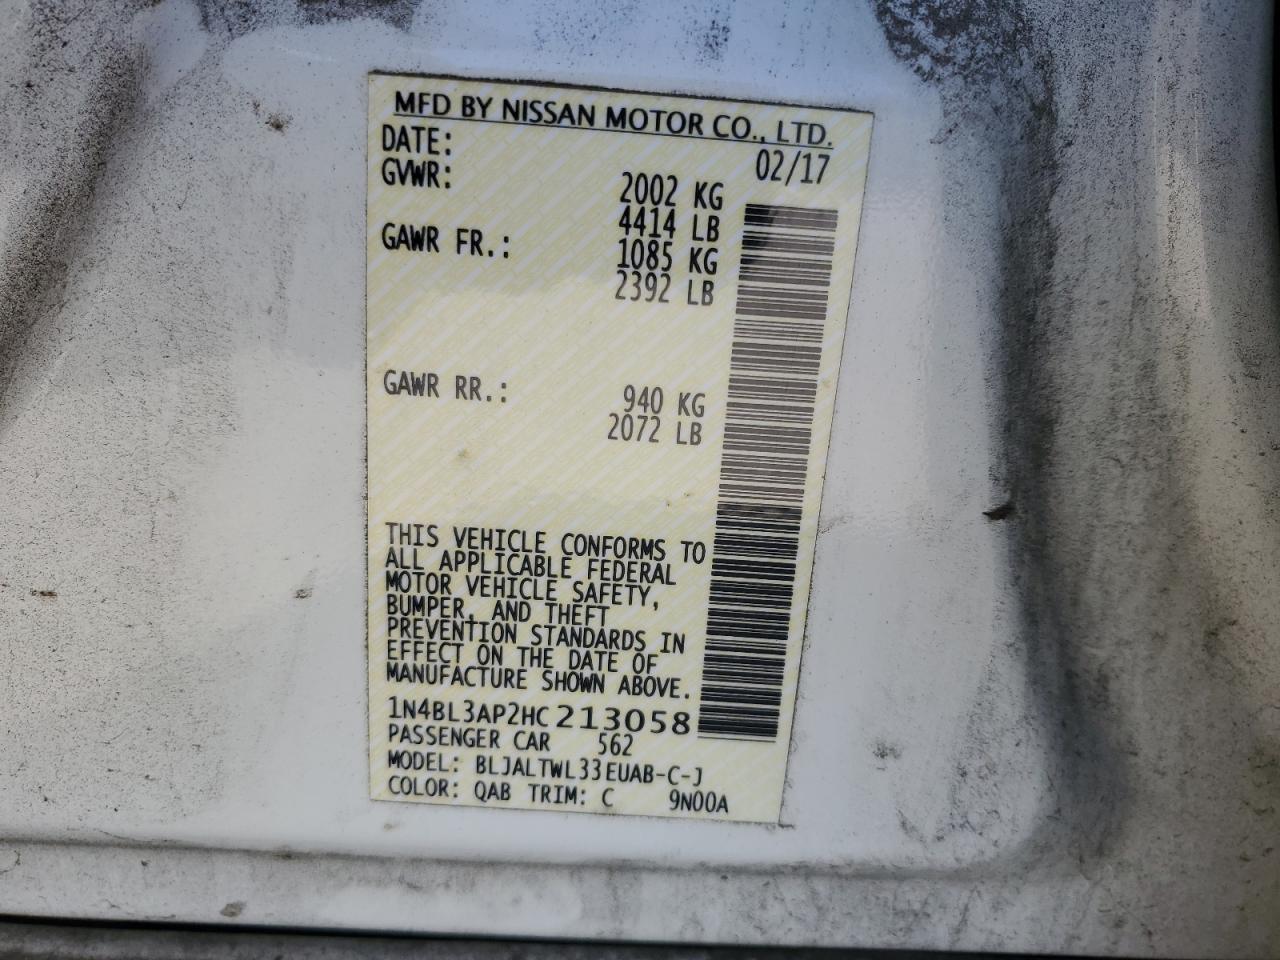 MFD BY NISSAN MOTOR CO., LTD.
DATE: 02/17
GVWR: 2002 KG
4414 LB
GAWR FR.: 1085 KG
2392 LB
GAWR RR.: 940 KG
2072 LB
THIS VEHICLE CONFORMS TO
ALL APPLICABLE FEDERAL
MOTOR VEHICLE SAFETY,
BUMPER, AND THEFT
PREVENTION STANDARDS IN
EFFECT ON THE DATE OF
MANUFACTURE SHOWN ABOVE.
1N4BL3AP2HC213058
PASSENGER CAR 562
MODEL: BLJALTWL33EUAB-C-J
COLOR: QAB TRIM: C 9N00A